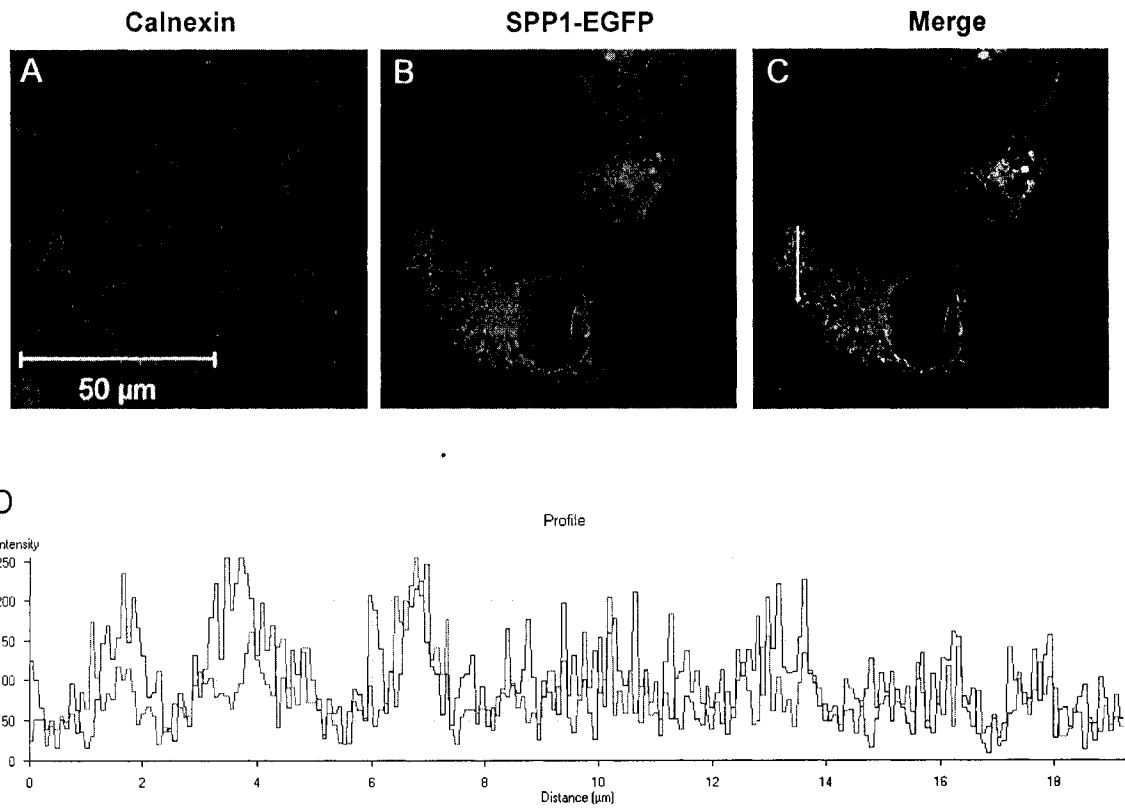 Calnexin SPP1-EGFP Merge
A B C
50 µm
D
Profile
Intensity
250
200
50
00
50
0
0 2 4 6 8 10 12 14 16 18
Distance [µm]